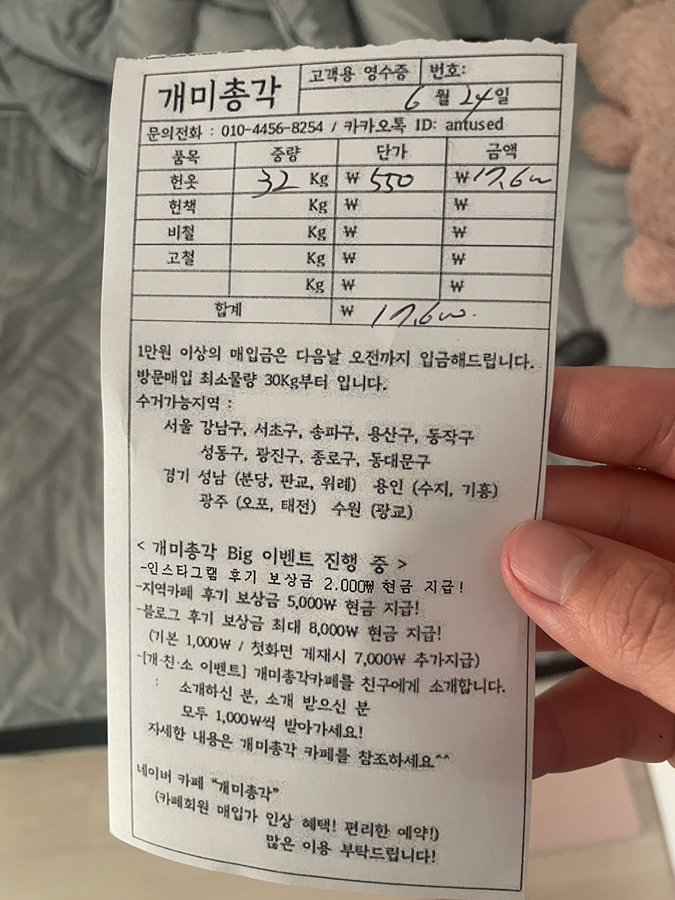 개미총각
고객용 영수증 번호:
6 월 24 일
문의전화 : 010-4456-8254 / 카카오톡 ID: antused
품목 중량 단가 금액
헌옷 32 Kg ₩ 550 ₩ 17,600
헌책 Kg ₩ ₩
비철 Kg ₩ ₩
고철 Kg ₩ ₩
Kg ₩ ₩
합계 ₩ 17,600.
1만원 이상의 매입금은 다음날 오전까지 입금해드립니다.
방문매입 최소물량 30Kg부터 입니다.
수거가능지역 :
서울 강남구, 서초구, 송파구, 용산구, 동작구
성동구, 광진구, 종로구, 동대문구
경기 성남 (분당, 판교, 위례) 용인 (수지, 기흥)
광주 (오포, 태전) 수원 (광교)
< 개미총각 Big 이벤트 진행 중 >
-인스타그램 후기 보상금 2.000₩ 현금 지급!
-지역카페 후기 보상금 5,000₩ 현금 지급!
-블로그 후기 보상금 최대 8,000₩ 현금 지급!
(기본 1,000₩ / 첫화면 게재시 7,000₩ 추가지급)
-[개·친·소 이벤트] 개미총각카페를 친구에게 소개합니다.
: 소개하신 분, 소개 받으신 분
모두 1,000₩씩 받아가세요!
자세한 내용은 개미총각 카페를 참조하세요^^
네이버 카페 "개미총각"
(카페회원 매입가 인상 혜택! 편리한 예약!)
많은 이용 부탁드립니다!